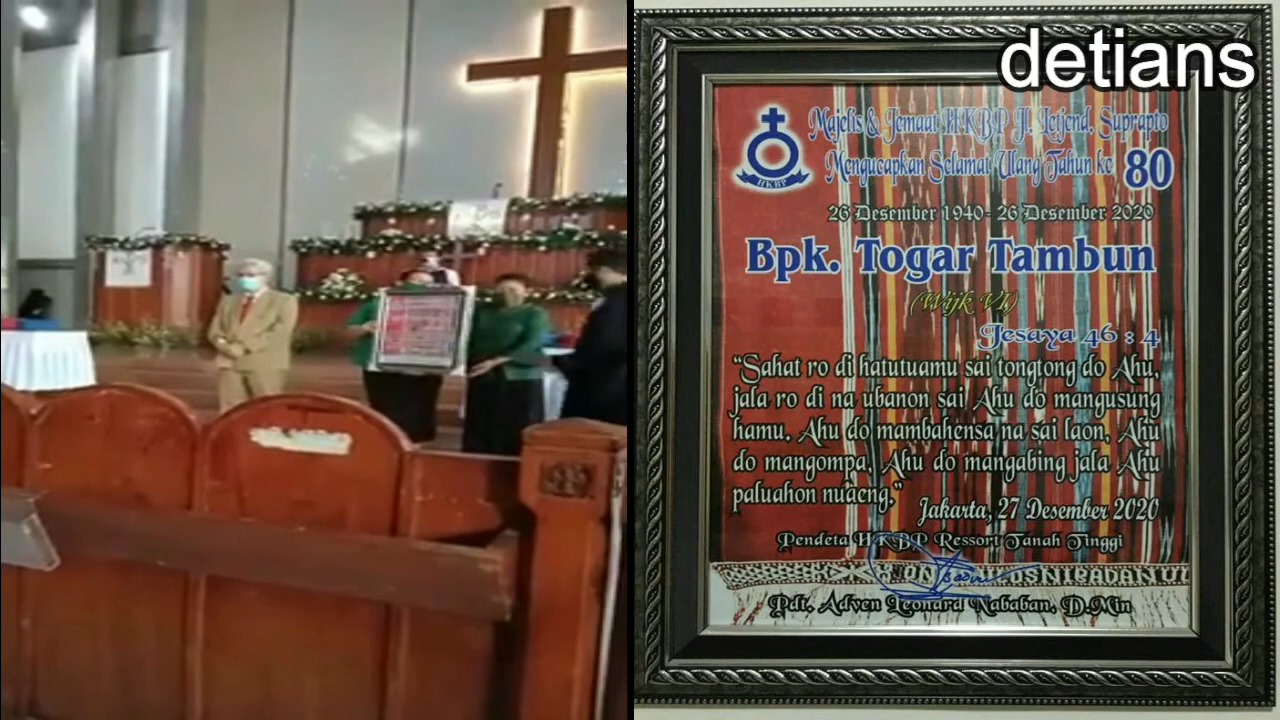 detians
Majelis & Jemaat HKBP Jl. Letjend. Suprapto
Mengucapkan Selamat Ulang Tahun ke 80
HKBP
26 Desember 1940 - 26 Desember 2020
Bpk. Togar Tambun
(Wijk VI)
Jesaya 46 : 4
“Sahat ro di hatutuamu sai tongtong do Ahu,
jala ro di na ubanon sai Ahu do mangusung
hamu. Ahu do mambahensa na sai laon, Ahu
do mangompa, Ahu do mangabing jala Ahu
paluahon nuaeng.”
Jakarta, 27 Desember 2020
Pendeta HKBP Ressort Tanah Tinggi
Pdt. Adven Leonard Nababan, D.Min